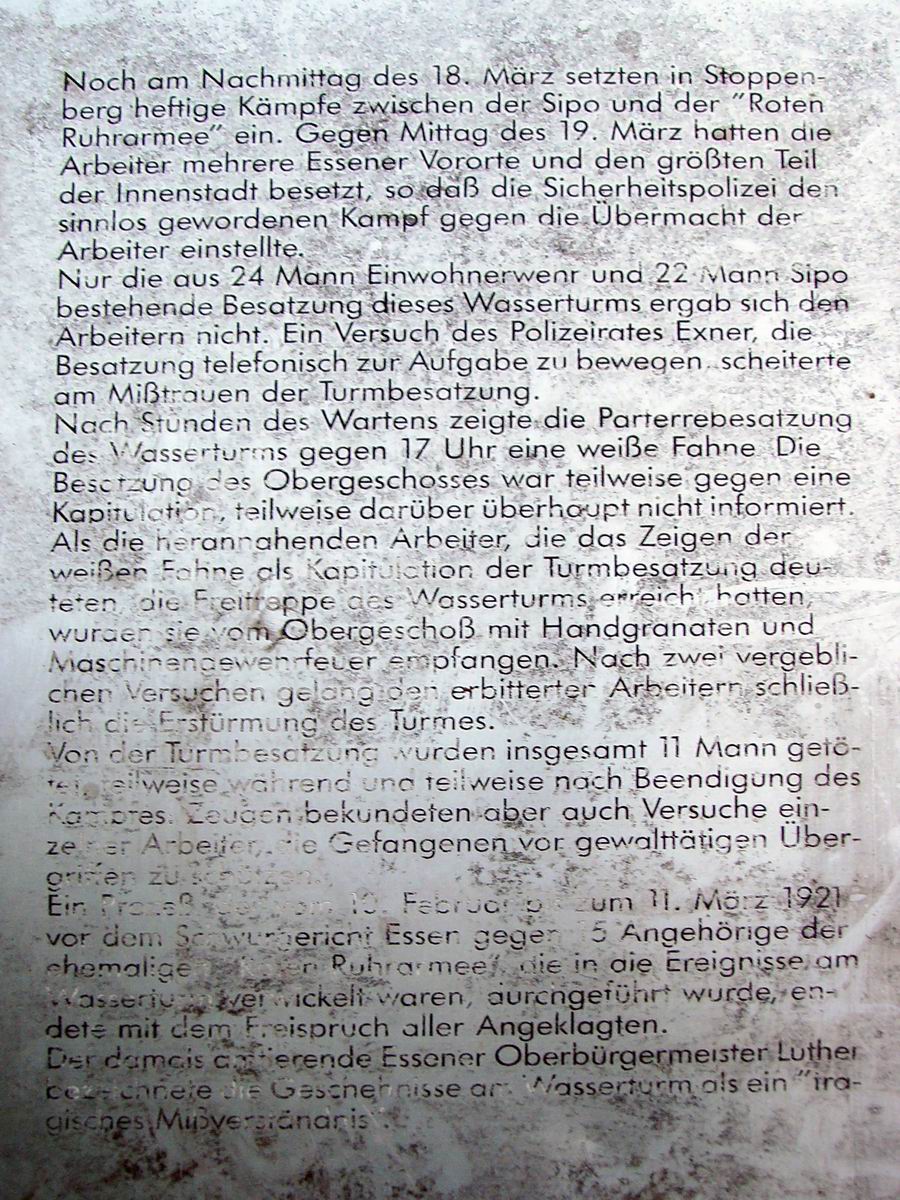 Noch am Nachmittag des 18. März setzten in Stoppen-
berg heftige Kämpfe zwischen der Sipo und der "Roten
Ruhrarmee" ein. Gegen Mittag des 19. März hatten die
Arbeiter mehrere Essener Vororte und den größten Teil
der Innenstadt besetzt, so daß die Sicherheitspolizei den
sinnlos gewordenen Kampf gegen die Übermacht der
Arbeiter einstellte.
Nur die aus 24 Mann Einwohnerwehr und 22 Mann Sipo
bestehende Besatzung dieses Wasserturms ergab sich den
Arbeitern nicht. Ein Versuch des Polizeirates Exner, die
Besatzung telefonisch zur Aufgabe zu bewegen, scheiterte
am Mißtrauen der Turmbesatzung.
Nach Stunden des Wartens zeigte die Parterrebesatzung
des Wasserturms gegen 17 Uhr eine weiße Fahne. Die
Besatzung des Obergeschosses war teilweise gegen eine
Kapitulation, teilweise darüber überhaupt nicht informiert.
Als die herannahenden Arbeiter, die das Zeigen der
weißen Fahne als Kapitulation der Turmbesatzung deu-
teten, die Freitreppe des Wasserturms erreicht hatten,
wurden sie vom Obergeschoß mit Handgranaten und
Maschinengewehrfeuer empfangen. Nach zwei vergebli-
chen Versuchen gelang den erbitterten Arbeitern schließ-
lich die Erstürmung des Turmes.
Von der Turmbesatzung wurden insgesamt 11 Mann getö-
tet, teilweise während und teilweise nach Beendigung des
Kampfes. Zeugen bekundeten aber auch Versuche ein-
zelner Arbeiter, die Gefangenen vor gewalttätigen Über-
griffen zu schützen.
Ein Prozeß, vom Februar bis zum 11. März 1921
vor dem Schwurgericht Essen gegen 15 Angehörige der
ehemaligen "Roten Ruhrarmee", die in die Ereignisse am
Wasserturm verwickelt waren, durchgeführt wurde, en-
dete mit dem Freispruch aller Angeklagten.
Der damals amtierende Essener Oberbürgermeister Luther
bezeichnete die Geschehnisse am Wasserturm als ein "tra-
gisches Mißverständnis".